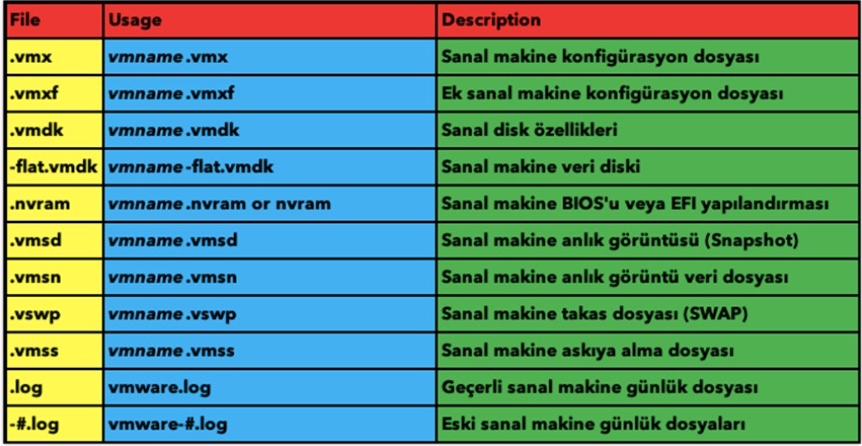 File Usage Description
.vmx vmname.vmx Sanal makine konfigürasyon dosyası
.vmxf vmname.vmxf Ek sanal makine konfigürasyon dosyası
.vmdk vmname.vmdk Sanal disk özellikleri
-flat.vmdk vmname-flat.vmdk Sanal makine veri diski
.nvram vmname.nvram or nvram Sanal makine BIOS'u veya EFI yapılandırması
.vmsd vmname.vmsd Sanal makine anlık görüntüsü (Snapshot)
.vmsn vmname.vmsn Sanal makine anlık görüntü veri dosyası
.vswp vmname.vswp Sanal makine takas dosyası (SWAP)
.vmss vmname.vmss Sanal makine askıya alma dosyası
.log vmware.log Geçerli sanal makine günlük dosyası
-#.log vmware-#.log Eski sanal makine günlük dosyaları